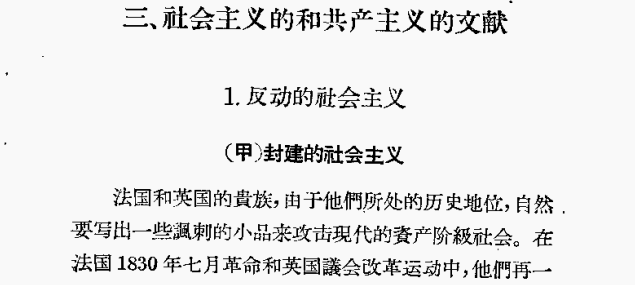 三、社会主义的和共产主义的文献
1. 反动的社会主义
(甲)封建的社会主义
法国和英国的貴族，由于他們所处的历史地位，自然
要写出一些諷刺的小品来攻击現代的資产阶級社会。在
法国 1830 年七月革命和英国議会改革运动中，他們再一